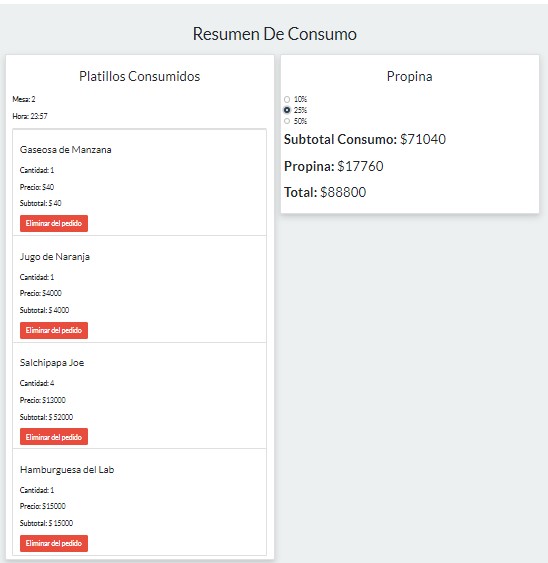 Resumen De Consumo
Platillos Consumidos
Mesa: 2
Hora: 23:57
Gaseosa de Manzana
Cantidad: 1
Precio: $40
Subtotal: $ 40
Eliminar del pedido
Jugo de Naranja
Cantidad: 1
Precio: $4000
Subtotal: $ 4000
Eliminar del pedido
Salchipapa Joe
Cantidad: 4
Precio: $13000
Subtotal: $ 52000
Eliminar del pedido
Hamburguesa del Lab
Cantidad: 1
Precio: $15000
Subtotal: $ 15000
Eliminar del pedido
Propina
10%
25%
50%
Subtotal Consumo: $71040
Propina: $17760
Total: $88800